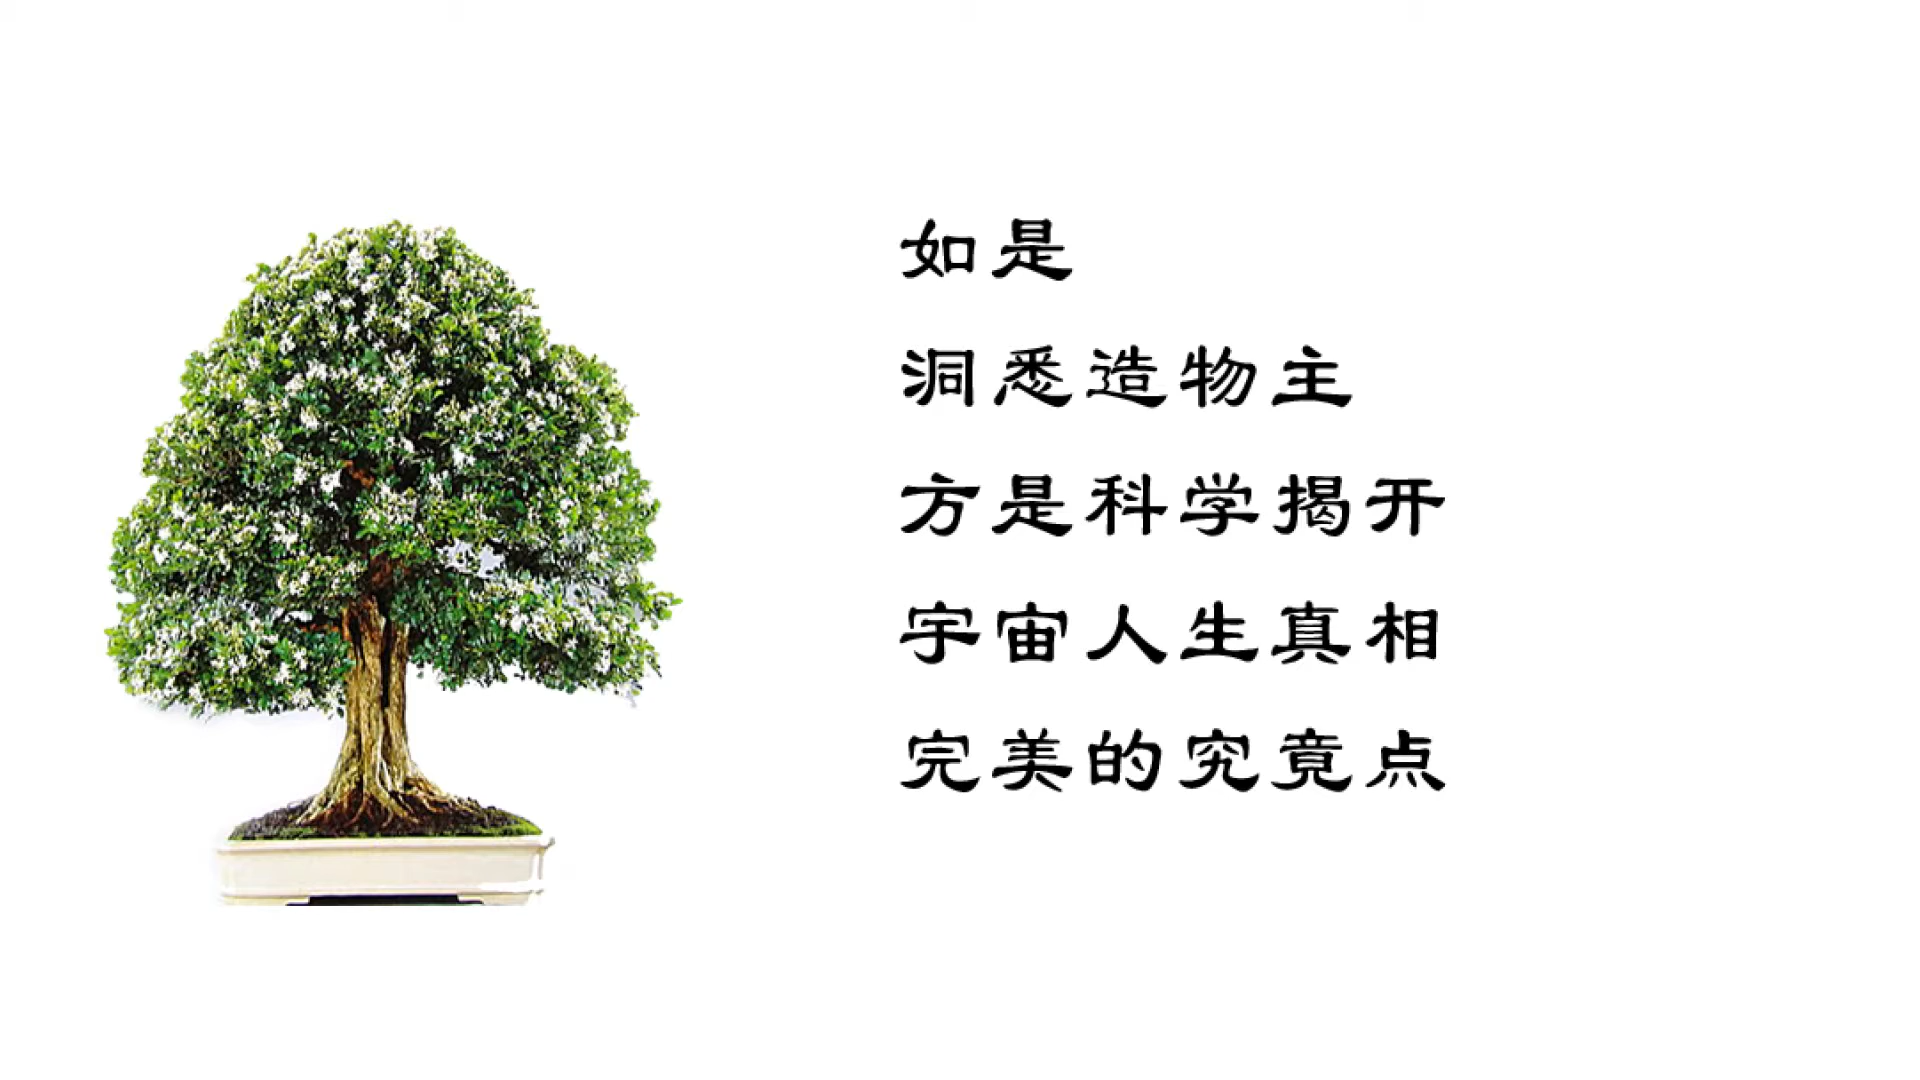 如是
洞悉造物主
方是科学揭开
宇宙人生真相
完美的究竟点